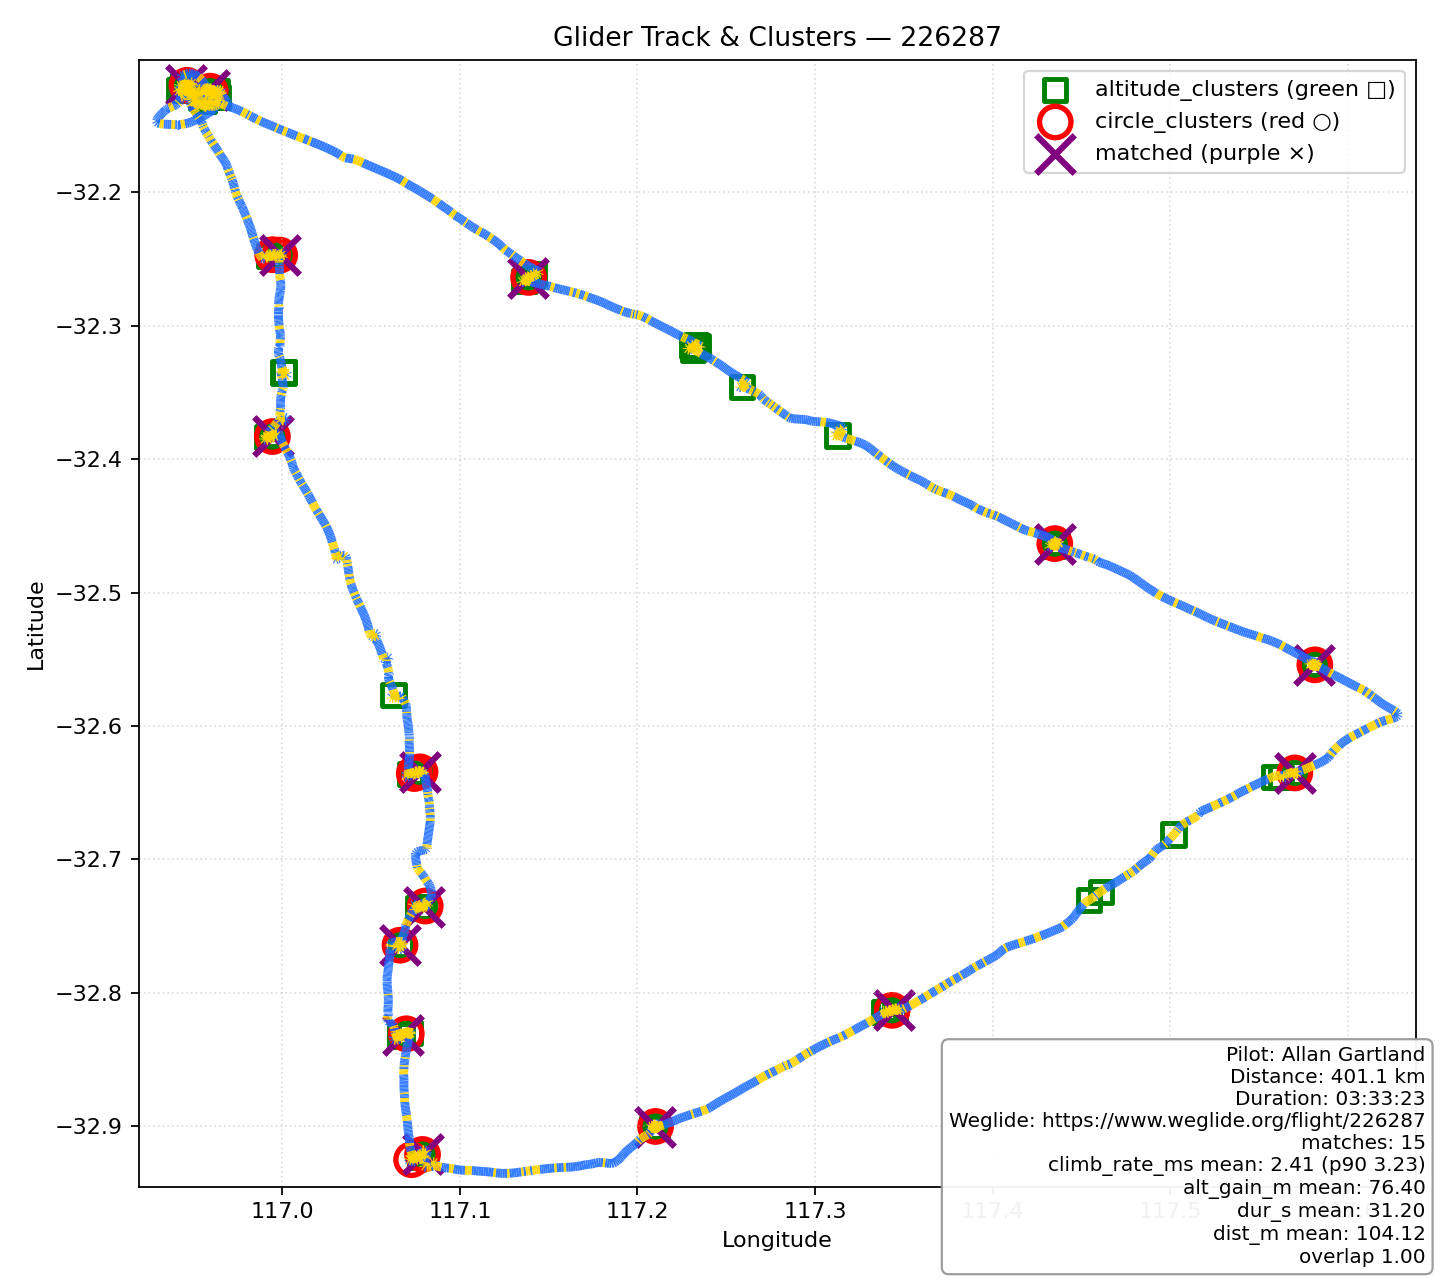 Glider Track & Clusters — 226287
altitude_clusters (green □)
circle_clusters (red ○)
matched (purple ×)
−32.2
−32.3
−32.4
−32.5
−32.6
−32.7
−32.8
−32.9
Latitude
117.0
117.1
117.2
117.3
117.4
117.5
Longitude
Pilot: Allan Gartland
Distance: 401.1 km
Duration: 03:33:23
Weglide: https://www.weglide.org/flight/226287
matches: 15
climb_rate_ms mean: 2.41 (p90 3.23)
alt_gain_m mean: 76.40
dur_s mean: 31.20
dist_m mean: 104.12
overlap 1.00